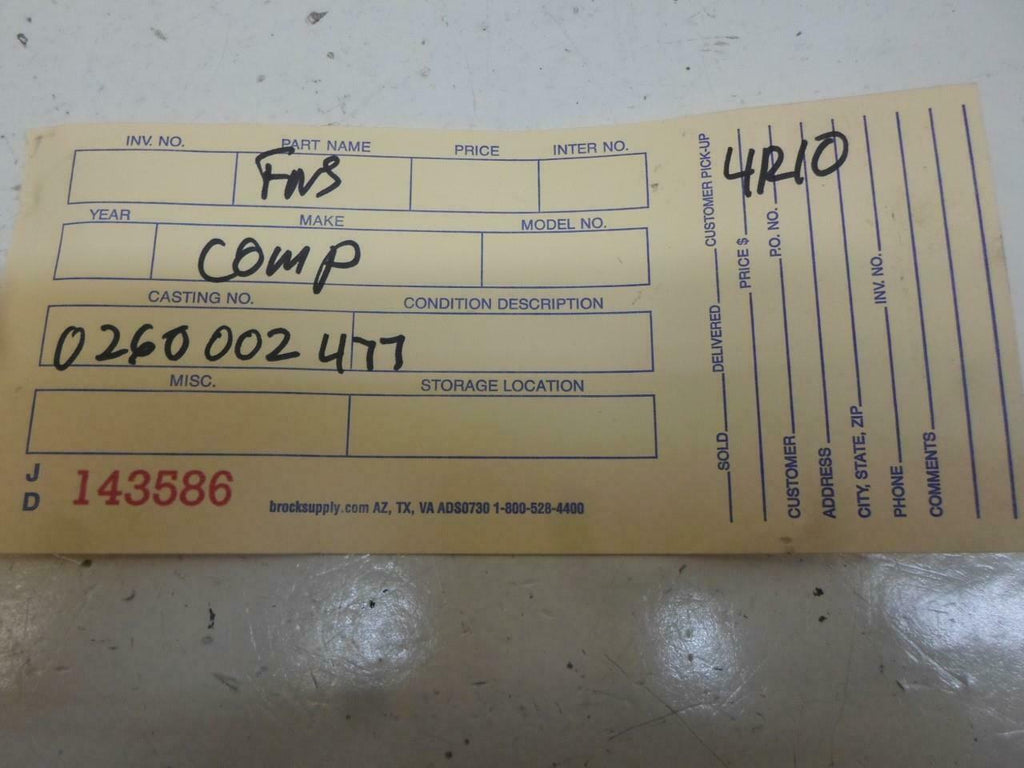 INV. NO. PART NAME PRICE INTER NO.
TNS
YEAR MAKE MODEL NO.
COMP
CASTING NO. CONDITION DESCRIPTION
0260 002 477
MISC. STORAGE LOCATION
J D 143586
brocksupply.com AZ, TX, VA ADS0730 1-800-528-4400
SOLD DELIVERED CUSTOMER PICK-UP
4R10
PRICE $
CUSTOMER P.O. NO.
ADDRESS
CITY, STATE, ZIP
PHONE INV. NO.
COMMENTS